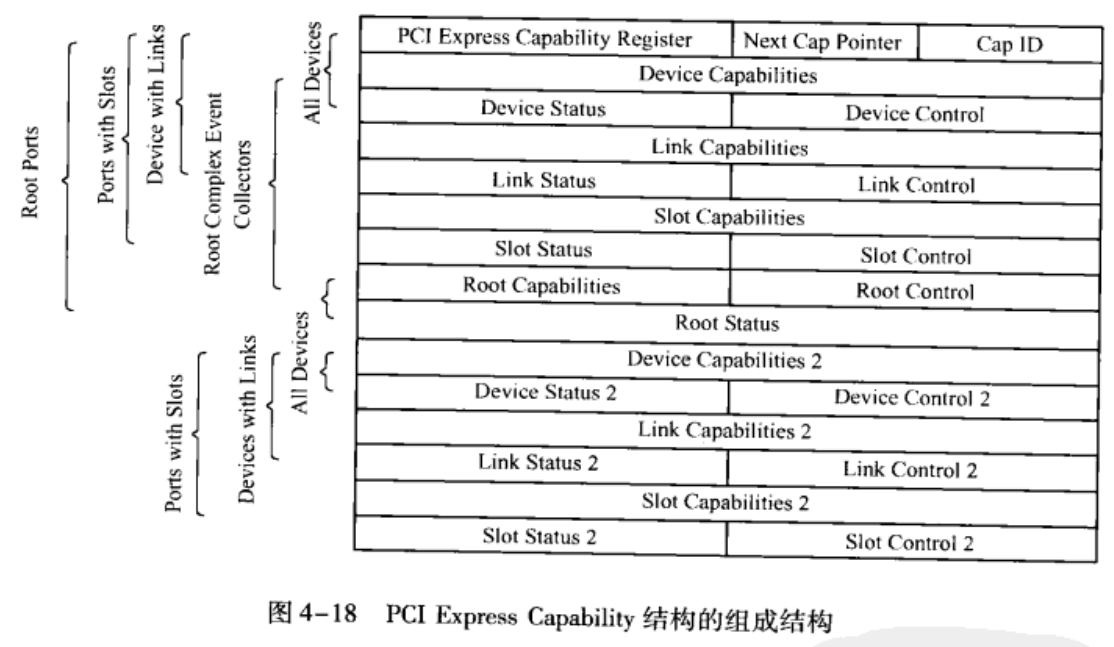 PCI Express Capability Register Next Cap Pointer Cap ID
Device Capabilities
Device Status Device Control
Link Capabilities
Link Status Link Control
Slot Capabilities
Slot Status Slot Control
Root Capabilities Root Control
Root Status
Device Capabilities 2
Device Status 2 Device Control 2
Link Capabilities 2
Link Status 2 Link Control 2
Slot Capabilities 2
Slot Status 2 Slot Control 2
Root Ports
Ports with Slots
Device with Links
Root Complex Event
Collectors
All Devices
Ports with Slots
Devices with Links
All Devices
图 4-18 PCI Express Capability 结构的组成结构